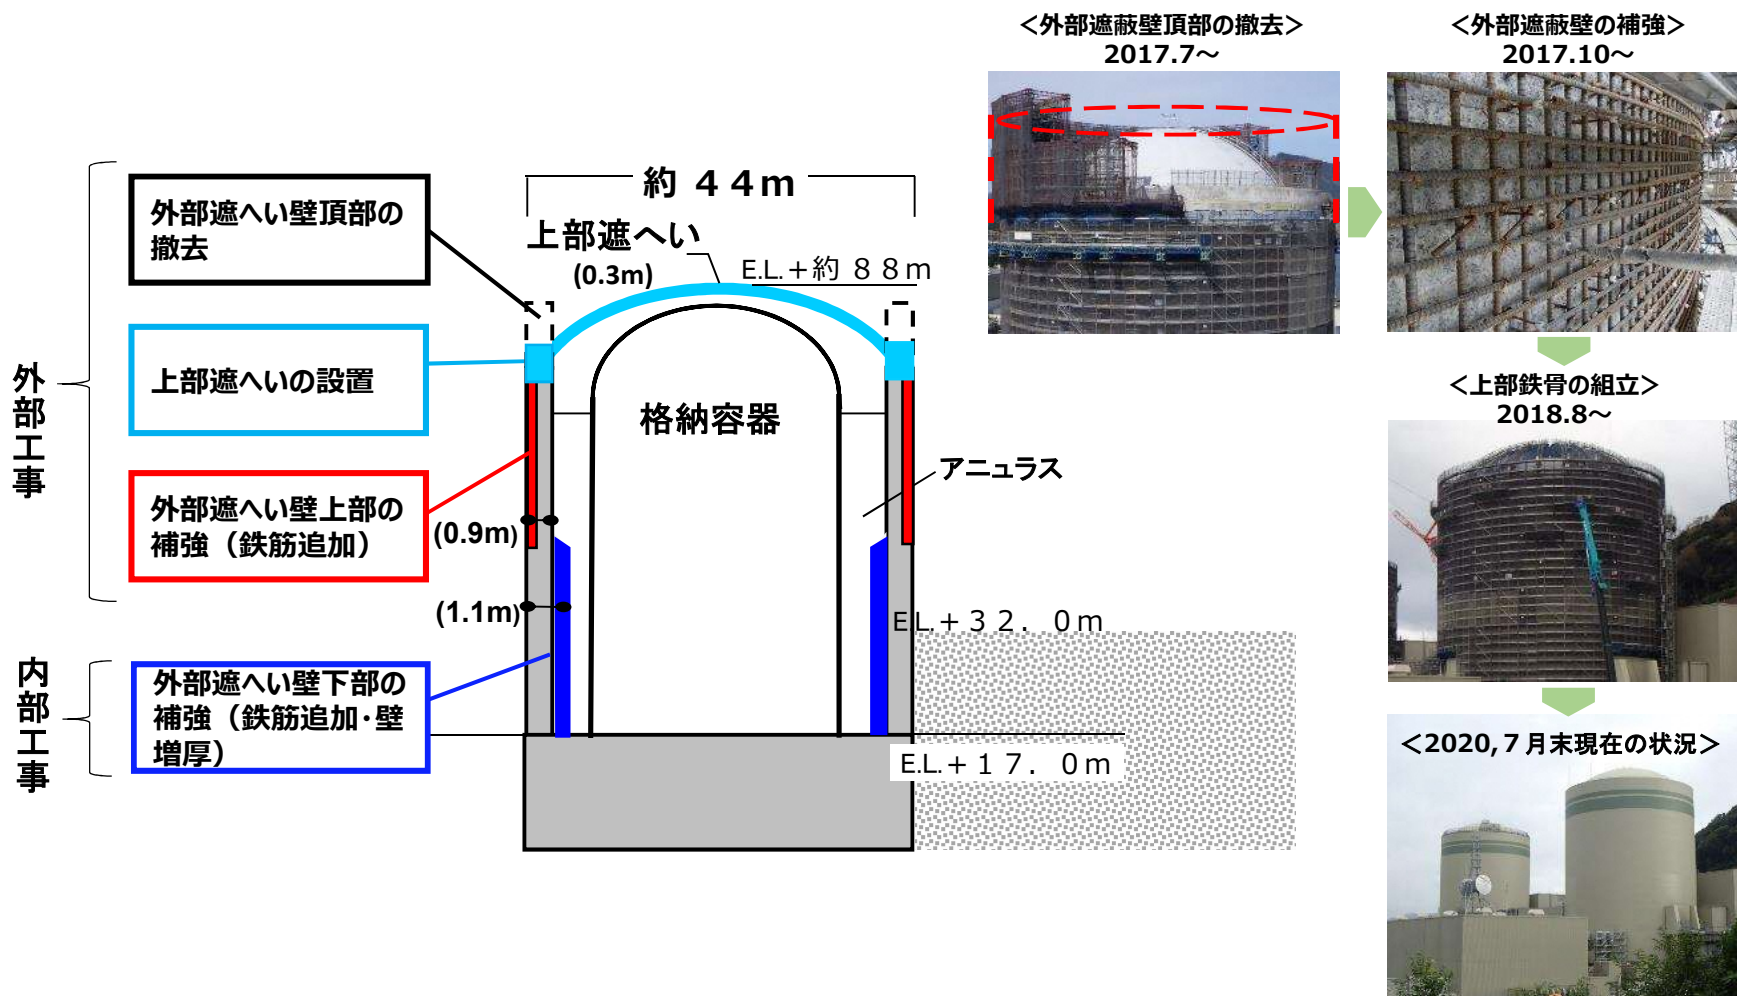 外部工事
外部遮へい壁頂部の
撤去
上部遮へいの設置
外部遮へい壁上部の
補強（鉄筋追加）
内部工事
外部遮へい壁下部の
補強（鉄筋追加・壁
増厚）
約 ４４ｍ
上部遮へい
(0.3m)
E.L.＋約 ８８ｍ
格納容器
アニュラス
(0.9m)
(1.1m)
E.L.＋３２．０ｍ
E.L.＋１７．０ｍ
＜外部遮蔽壁頂部の撤去＞
2017.7～
＜外部遮蔽壁の補強＞
2017.10～
＜上部鉄骨の組立＞
2018.8～
＜2020,７月末現在の状況＞